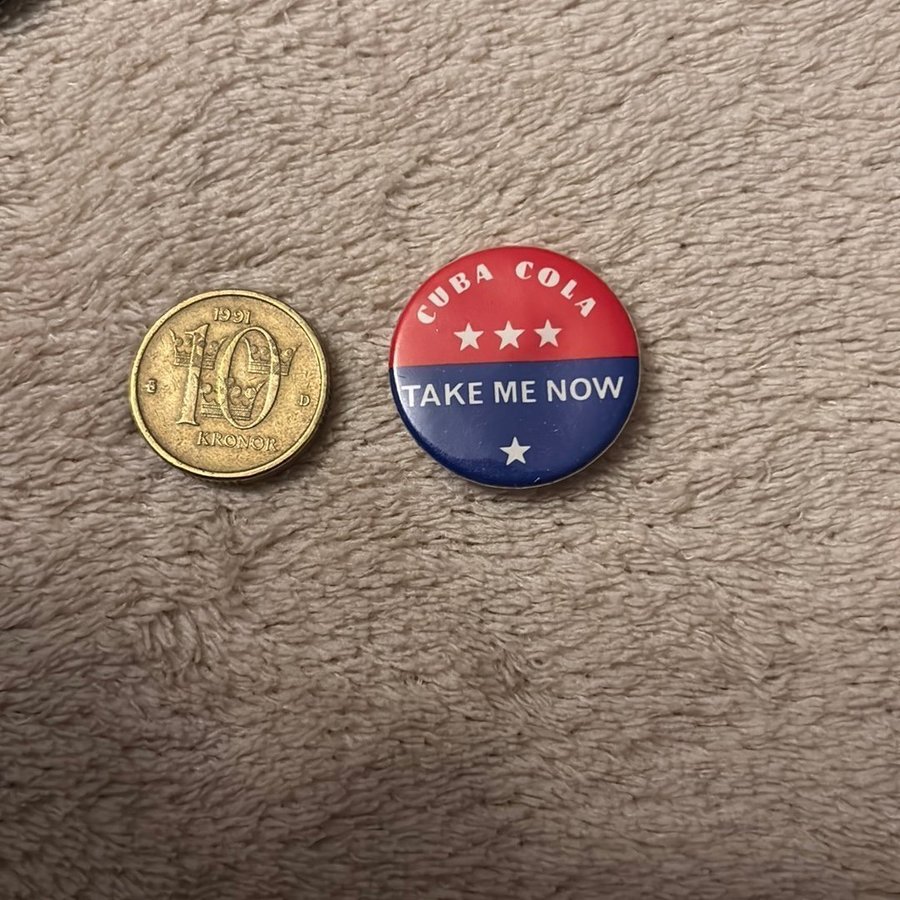 1991
10
KRONOR
D
CUBA COLA
TAKE ME NOW